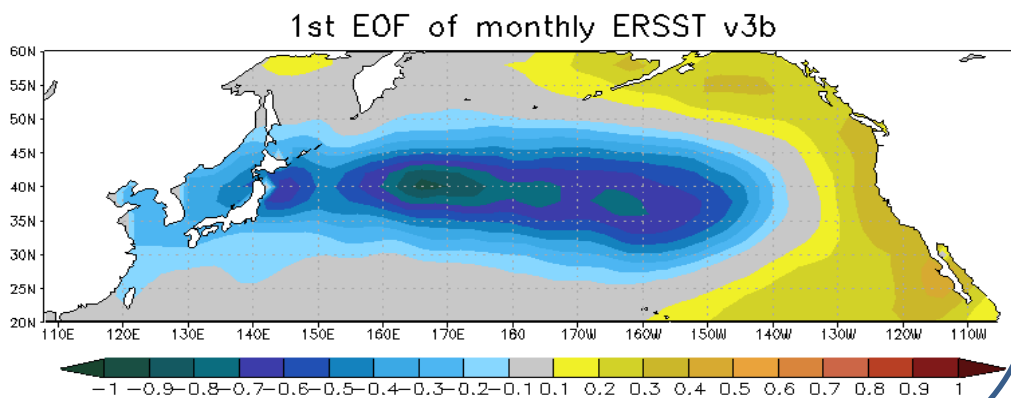 1st EOF of monthly ERSST v3b
60N
55N
50N
45N
40N
35N
30N
25N
20N
110E 120E 130E 140E 150E 160E 170E 180 170W 160W 150W 140W 130W 120W 110W
-1 -0.9 -0.8 -0.7 -0.6 -0.5 -0.4 -0.3 -0.2 -0.1 0.1 0.2 0.3 0.4 0.5 0.6 0.7 0.8 0.9 1